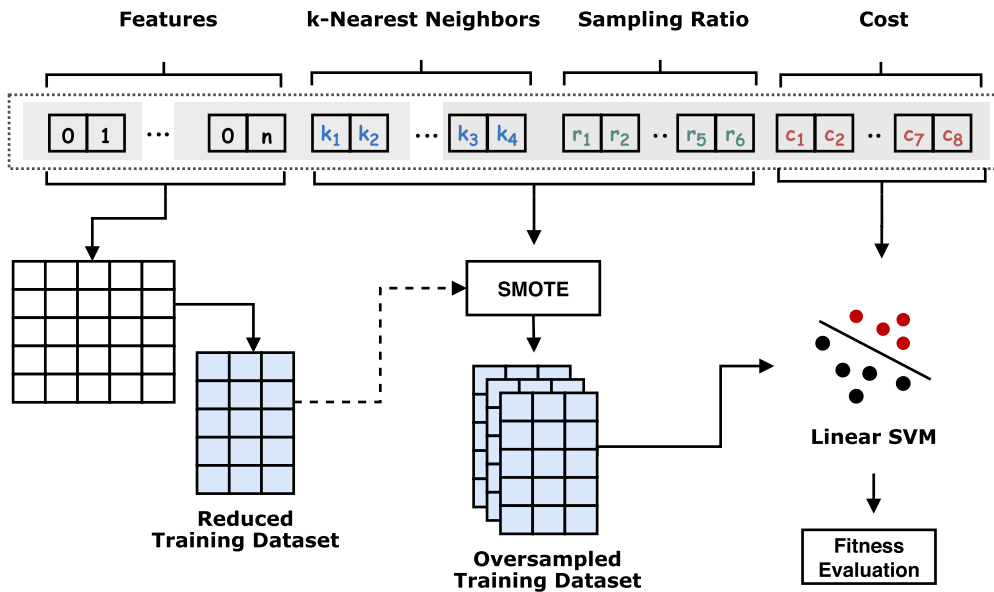 Features k-Nearest Neighbors Sampling Ratio Cost
0 1 ... 0 n k1 k2 ... k3 k4 r1 r2 .. r5 r6 c1 c2 .. c7 c8
SMOTE
Linear SVM
Reduced
Training Dataset
Oversampled
Training Dataset
Fitness
Evaluation